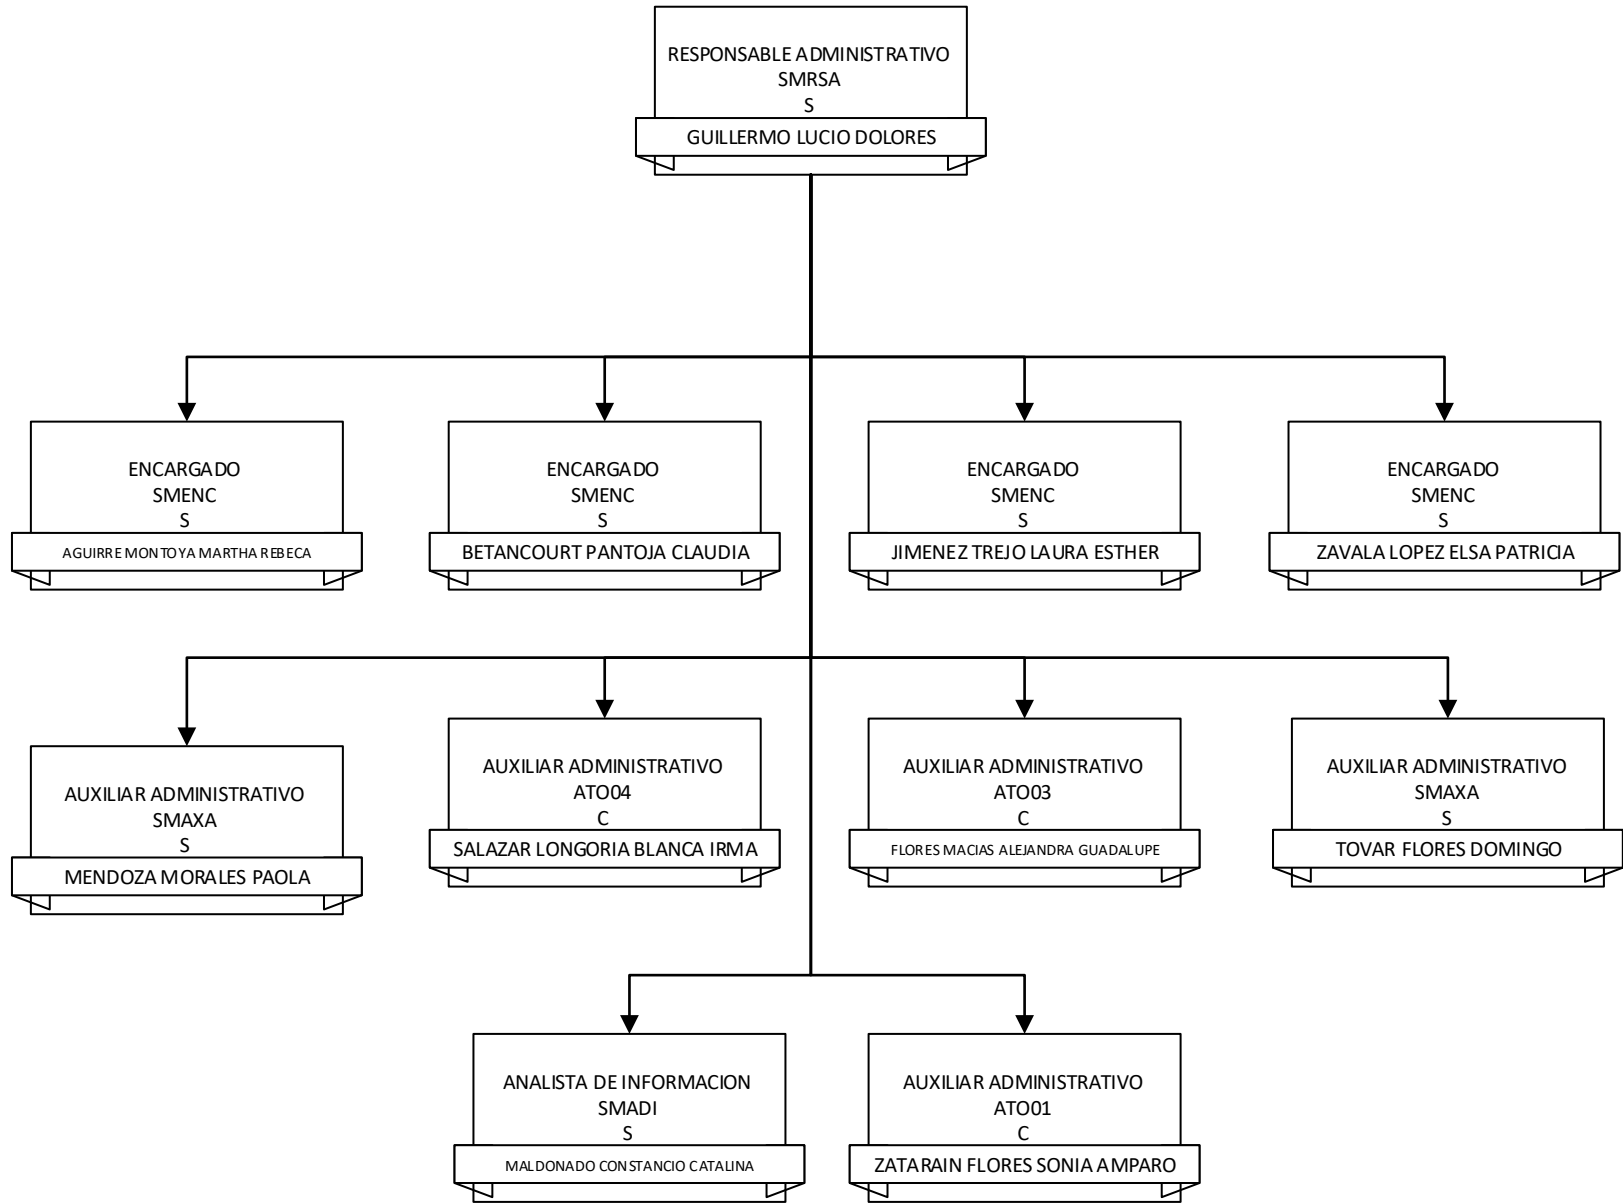 RESPONSABLE ADMINISTRATIVO
SMRSA
S
GUILLERMO LUCIO DOLORES
ENCARGADO
SMENC
S
AGUIRRE MONTOYA MARTHA REBECA
ENCARGADO
SMENC
S
BETANCOURT PANTOJA CLAUDIA
ENCARGADO
SMENC
S
JIMENEZ TREJO LAURA ESTHER
ENCARGADO
SMENC
S
ZAVALA LOPEZ ELSA PATRICIA
AUXILIAR ADMINISTRATIVO
SMAXA
S
MENDOZA MORALES PAOLA
AUXILIAR ADMINISTRATIVO
ATO04
C
SALAZAR LONGORIA BLANCA IRMA
AUXILIAR ADMINISTRATIVO
ATO03
C
FLORES MACIAS ALEJANDRA GUADALUPE
AUXILIAR ADMINISTRATIVO
SMAXA
S
TOVAR FLORES DOMINGO
ANALISTA DE INFORMACION
SMADI
S
MALDONADO CONSTANCIO CATALINA
AUXILIAR ADMINISTRATIVO
ATO01
C
ZATARAIN FLORES SONIA AMPARO